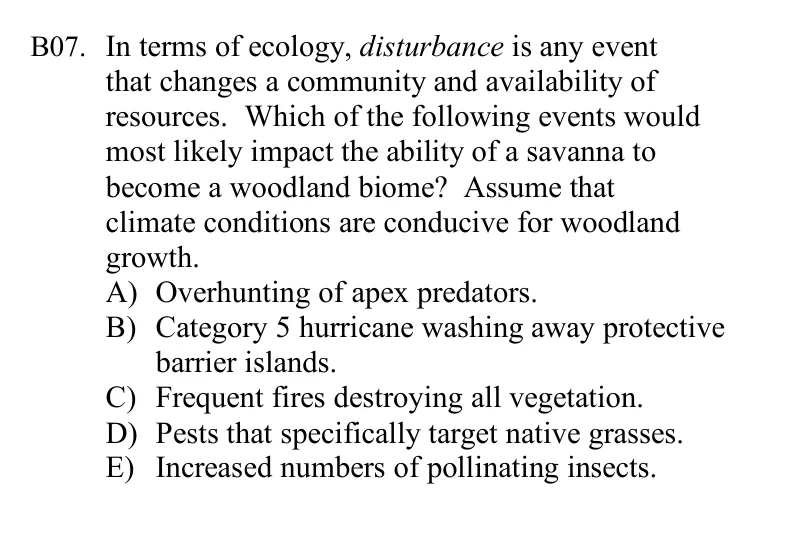 B07. In terms of ecology, disturbance is any event
that changes a community and availability of
resources. Which of the following events would
most likely impact the ability of a savanna to
become a woodland biome? Assume that
climate conditions are conducive for woodland
growth.
A) Overhunting of apex predators.
B) Category 5 hurricane washing away protective
barrier islands.
C) Frequent fires destroying all vegetation.
D) Pests that specifically target native grasses.
E) Increased numbers of pollinating insects.